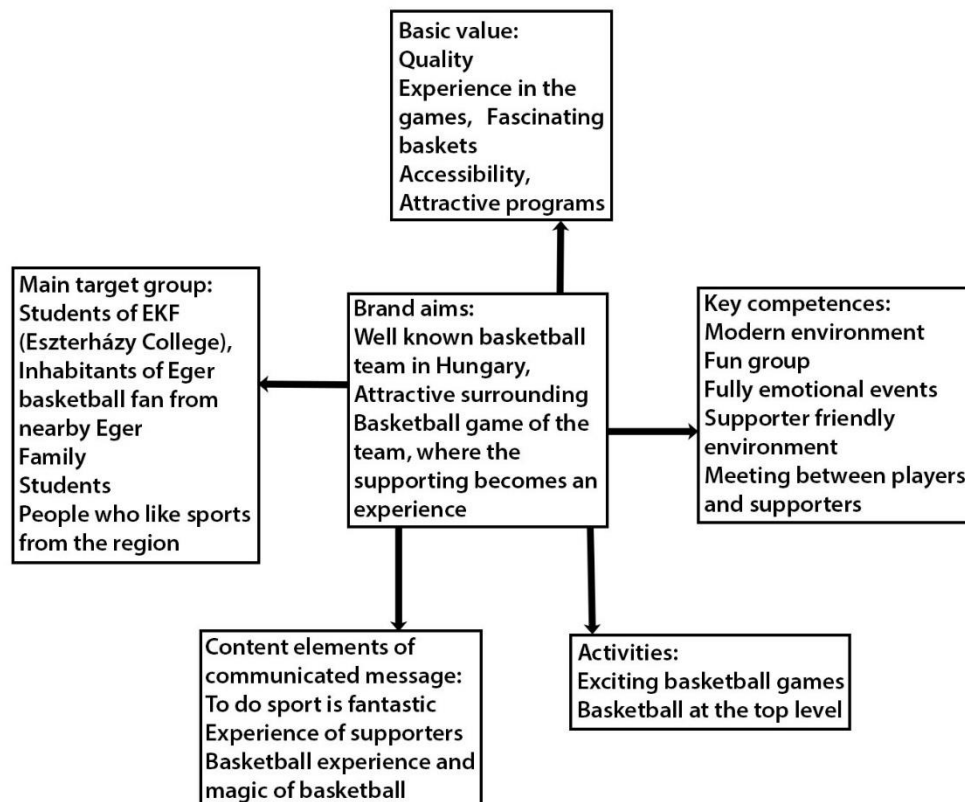 Basic value:
Quality
Experience in the
games, Fascinating
baskets
Accessibility,
Attractive programs
Main target group:
Students of EKF
(Eszterházy College),
Inhabitants of Eger
basketball fan from
nearby Eger
Family
Students
People who like sports
from the region
Brand aims:
Well known basketball
team in Hungary,
Attractive surrounding
Basketball game of the
team, where the
supporting becomes an
experience
Key competences:
Modern environment
Fun group
Fully emotional events
Supporter friendly
environment
Meeting between players
and supporters
Content elements of
communicated message:
To do sport is fantastic
Experience of supporters
Basketball experience and
magic of basketball
Activities:
Exciting basketball games
Basketball at the top level